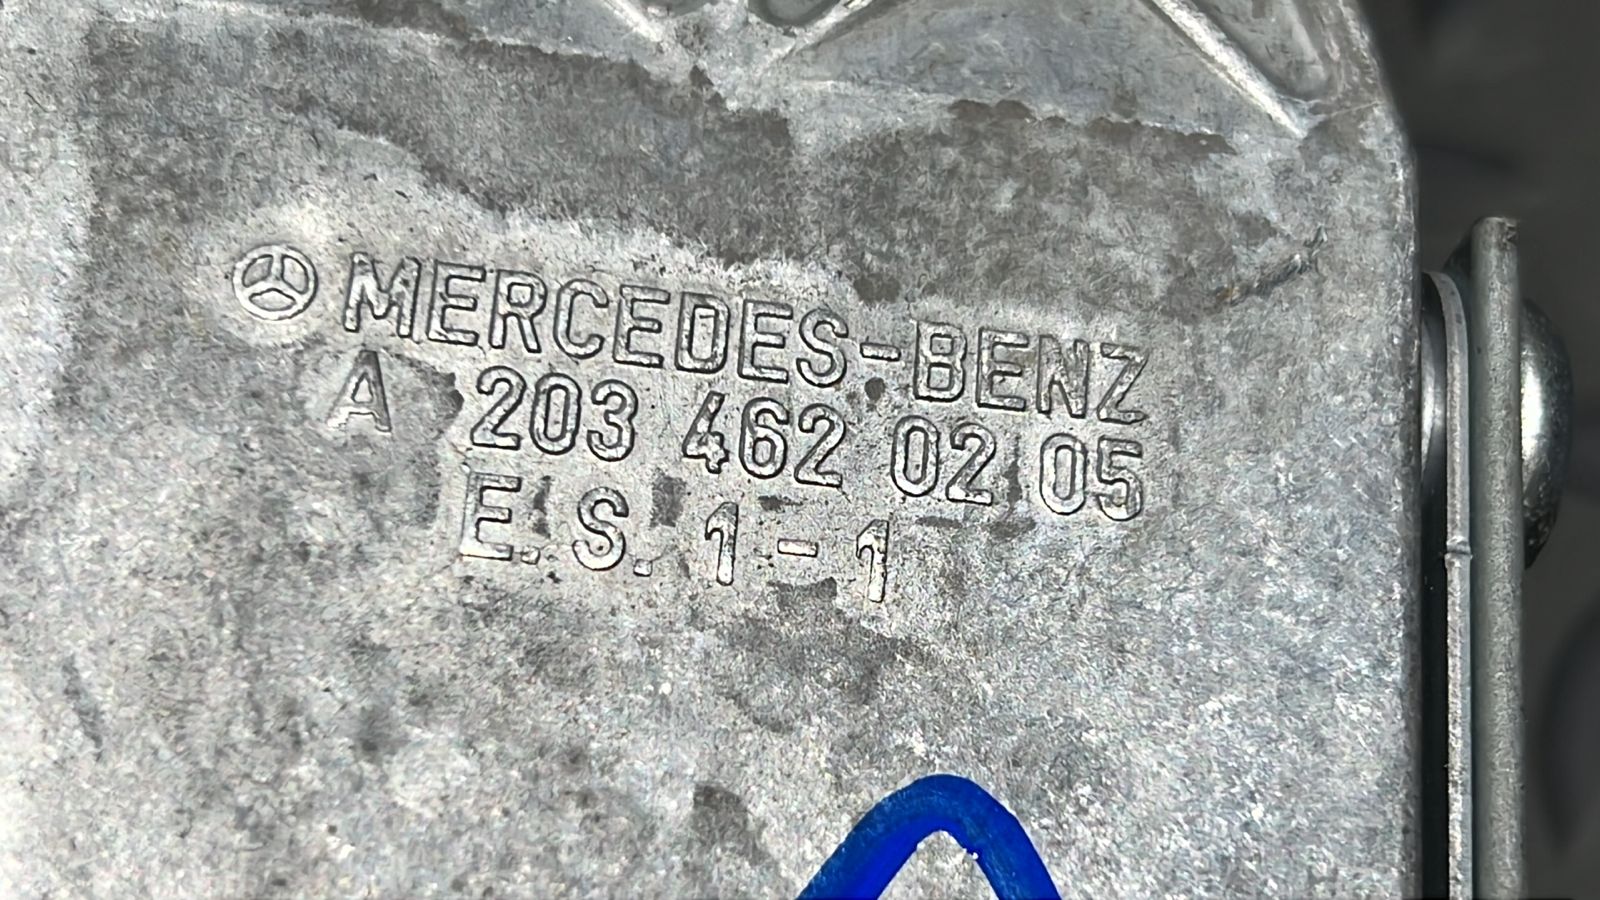 MERCEDES-BENZ
A 203 462 02 05
E. S. 1 - 1